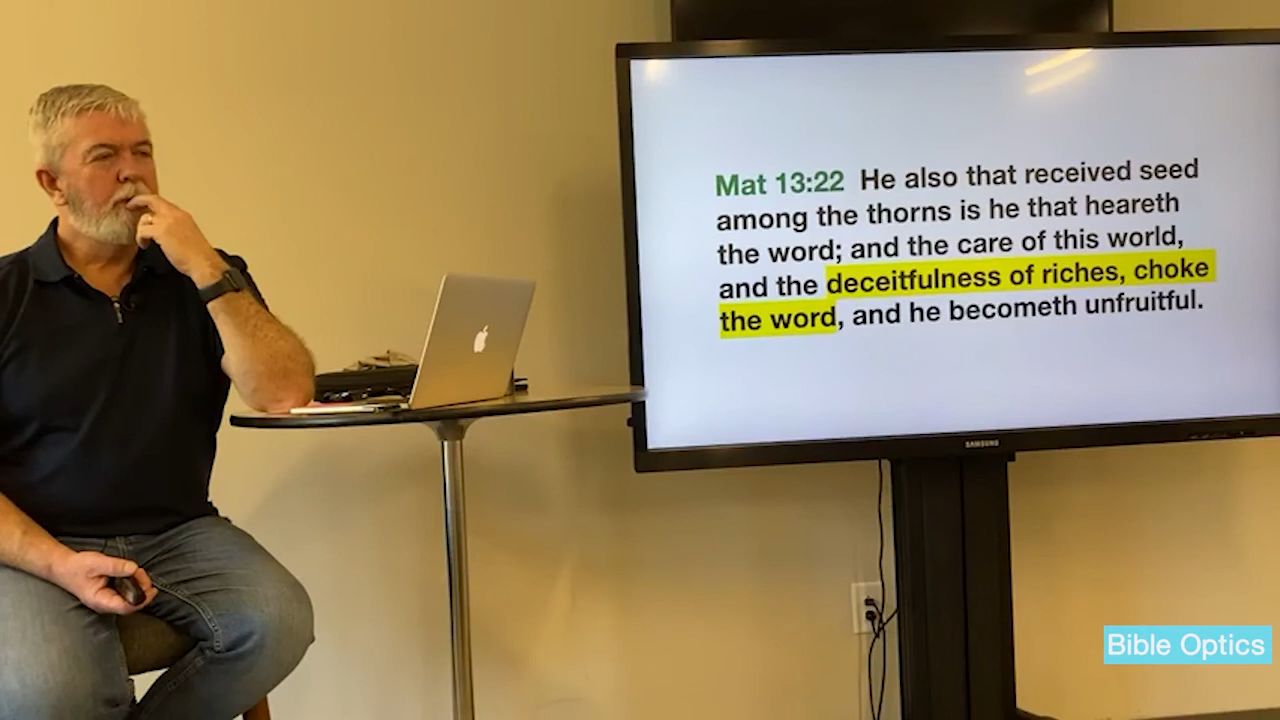 Mat 13:22 He also that received seed
among the thorns is he that heareth
the word; and the care of this world,
and the deceitfulness of riches, choke
the word, and he becometh unfruitful.
SAMSUNG
Bible Optics